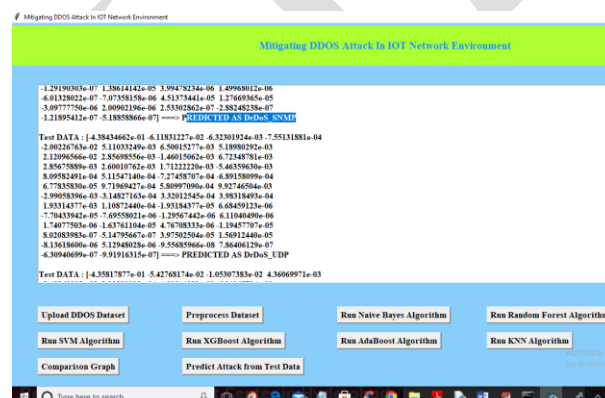 Mitigating DDOS Attack In IOT Network Environment
Mitigating DDOS Attack In IOT Network Environment
-1.29190303e-07 1.38614142e-05 3.99478234e-06 1.49968012e-06
-6.01328022e-07 -7.07358158e-06 4.51373441e-05 1.27669365e-05
-3.09777750e-06 2.00902196e-06 2.53302862e-07 -2.88248238e-07
-1.21895412e-07 -5.18858866e-07] ===> PREDICTED AS DrDoS_SNMP
Test DATA : [-4.38434662e-01 -6.11831227e-02 -6.32301924e-03 -7.55131881e-04
-2.00226763e-02 5.11033249e-03 6.50015277e-03 5.18980292e-03
2.12096566e-02 2.85698556e-03 -1.46015062e-03 6.72348781e-03
2.85675889e-03 2.60010762e-03 1.71222220e-03 -5.46359630e-03
8.09582491e-04 5.11547140e-04 -7.27458707e-04 -6.89158099e-04
6.77835830e-05 9.71969427e-04 5.80997090e-04 9.92746504e-03
-2.99058396e-03 -3.14827163e-04 3.32012545e-04 3.98318493e-04
1.93314377e-03 1.10872440e-04 -1.93184377e-05 6.68459123e-05
-7.70433942e-05 -7.69558021e-06 -1.29567442e-06 6.11040490e-06
1.74077503e-06 -1.63761104e-05 4.76708333e-06 -1.19457707e-05
8.02083983e-07 -5.14795667e-07 3.97502504e-05 1.56912440e-05
-8.13618600e-06 5.12948028e-06 -9.55685966e-08 7.86406129e-07
-6.30940699e-07 -9.91916315e-07] ===> PREDICTED AS DrDoS_UDP
Test DATA : [-4.35817877e-01 -5.42768174e-02 -1.05307383e-02 4.36069971e-03
Upload DDOS Dataset
Preprocess Dataset
Run Naive Bayes Algorithm
Run Random Forest Algorithm
Run SVM Algorithm
Run XGBoost Algorithm
Run AdaBoost Algorithm
Run KNN Algorithm
Comparison Graph
Predict Attack from Test Data
Activate
Go to Setti
Type here to search